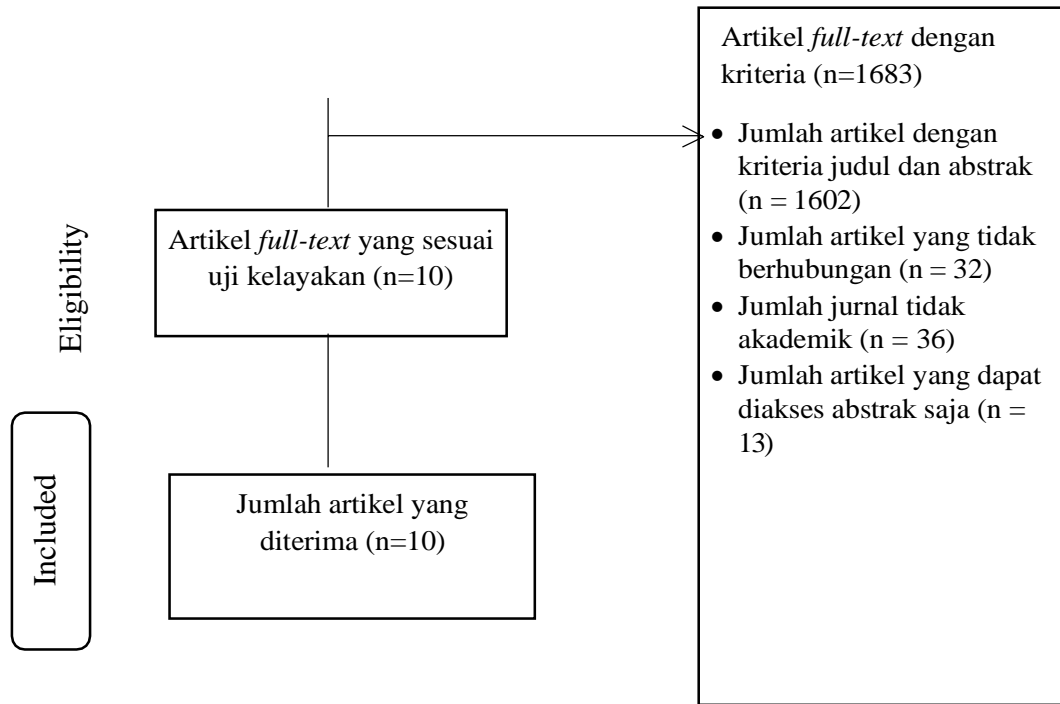 Artikel full-text dengan
kriteria (n=1683)
• Jumlah artikel dengan
kriteria judul dan abstrak
(n = 1602)
• Jumlah artikel yang tidak
berhubungan (n = 32)
• Jumlah jurnal tidak
akademik (n = 36)
• Jumlah artikel yang dapat
diakses abstrak saja (n =
13)
Eligibility
Artikel full-text yang sesuai
uji kelayakan (n=10)
Included
Jumlah artikel yang
diterima (n=10)